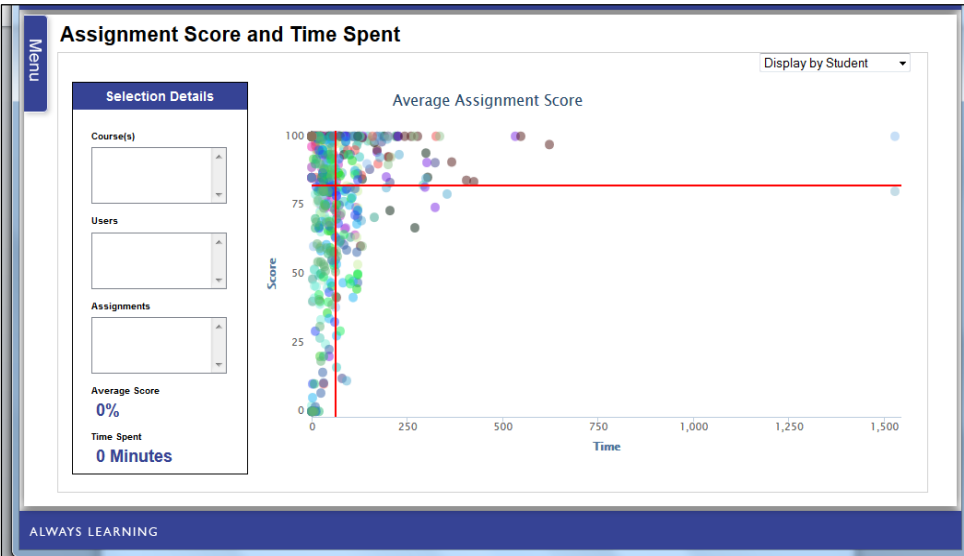 Menu
Assignment Score and Time Spent
Display by Student
Selection Details
Course(s)
Users
Assignments
Average Score
0%
Time Spent
0 Minutes
Average Assignment Score
Score
100
75
50
25
0
0 250 500 750 1,000 1,250 1,500
Time
ALWAYS LEARNING